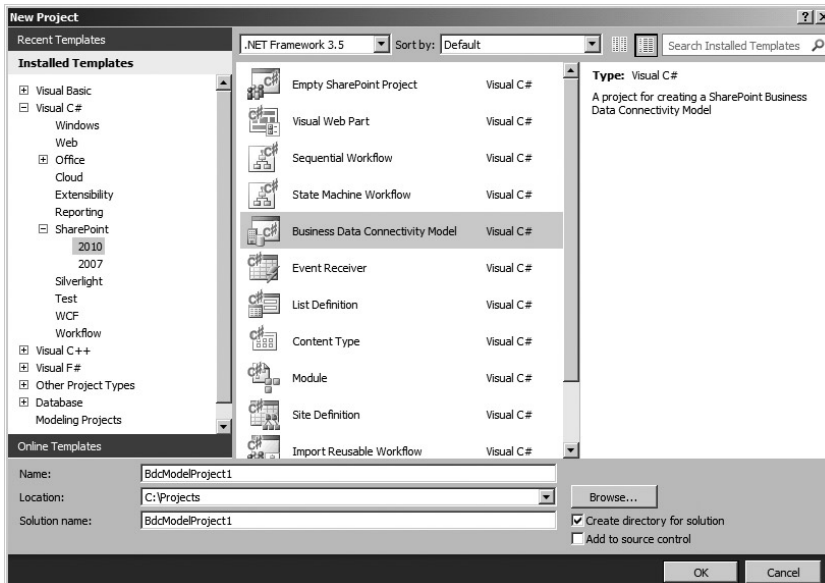 New Project
Recent Templates
Installed Templates
Visual Basic
Visual C#
Windows
Web
Office
Cloud
Extensibility
Reporting
SharePoint
2010
2007
Silverlight
Test
WCF
Workflow
Visual C++
Visual F#
Other Project Types
Database
Modeling Projects
Online Templates
.NET Framework 3.5 Sort by: Default Search Installed Templates
Empty SharePoint Project Visual C#
Visual Web Part Visual C#
Sequential Workflow Visual C#
State Machine Workflow Visual C#
Business Data Connectivity Model Visual C#
Event Receiver Visual C#
List Definition Visual C#
Content Type Visual C#
Module Visual C#
Site Definition Visual C#
Import Reusable Workflow Visual C#
Type: Visual C#
A project for creating a SharePoint Business
Data Connectivity Model
Name: BdcModelProject1
Location: C:\Projects Browse...
Solution name: BdcModelProject1
Create directory for solution
Add to source control
OK Cancel